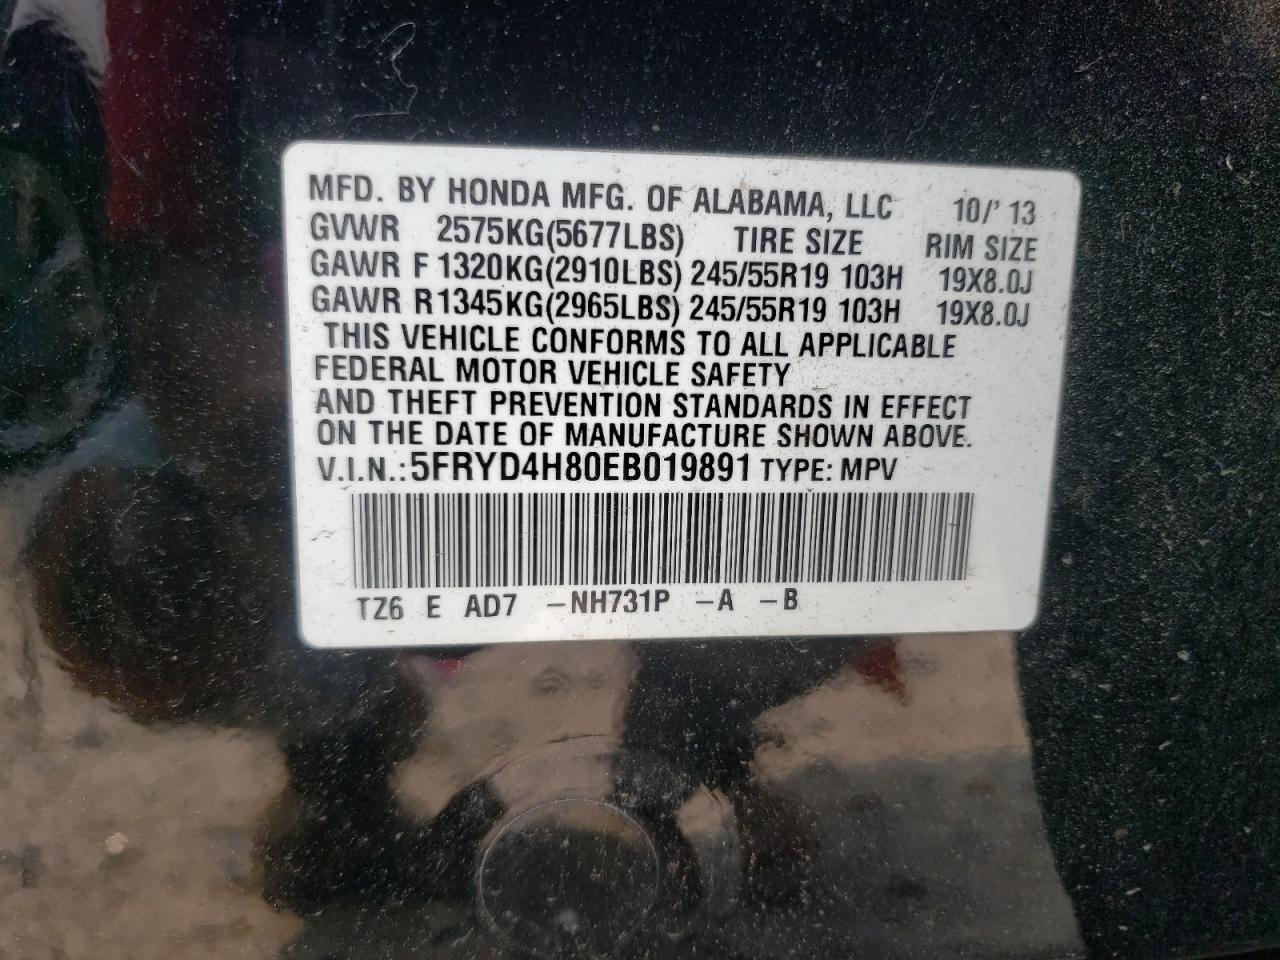 MFD. BY HONDA MFG. OF ALABAMA, LLC 10/' 13
GVWR 2575KG(5677LBS) TIRE SIZE RIM SIZE
GAWR F 1320KG(2910LBS) 245/55R19 103H 19X8.0J
GAWR R1345KG(2965LBS) 245/55R19 103H 19X8.0J
THIS VEHICLE CONFORMS TO ALL APPLICABLE
FEDERAL MOTOR VEHICLE SAFETY
AND THEFT PREVENTION STANDARDS IN EFFECT
ON THE DATE OF MANUFACTURE SHOWN ABOVE.
V.I.N.:5FRYD4H80EB019891 TYPE: MPV
TZ6 E AD7 -NH731P -A -B